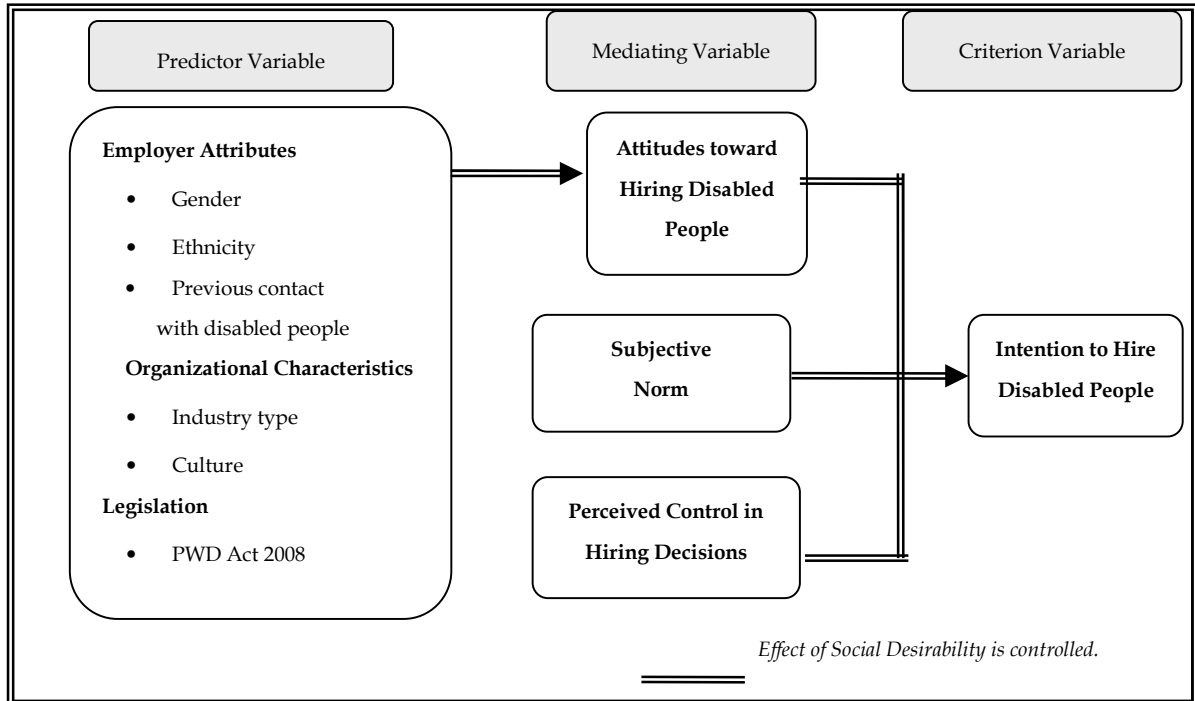 Predictor Variable
Mediating Variable
Criterion Variable
Employer Attributes
• Gender
• Ethnicity
• Previous contact
with disabled people
Organizational Characteristics
• Industry type
• Culture
Legislation
• PWD Act 2008
Attitudes toward
Hiring Disabled
People
Subjective
Norm
Perceived Control in
Hiring Decisions
Intention to Hire
Disabled People
Effect of Social Desirability is controlled.